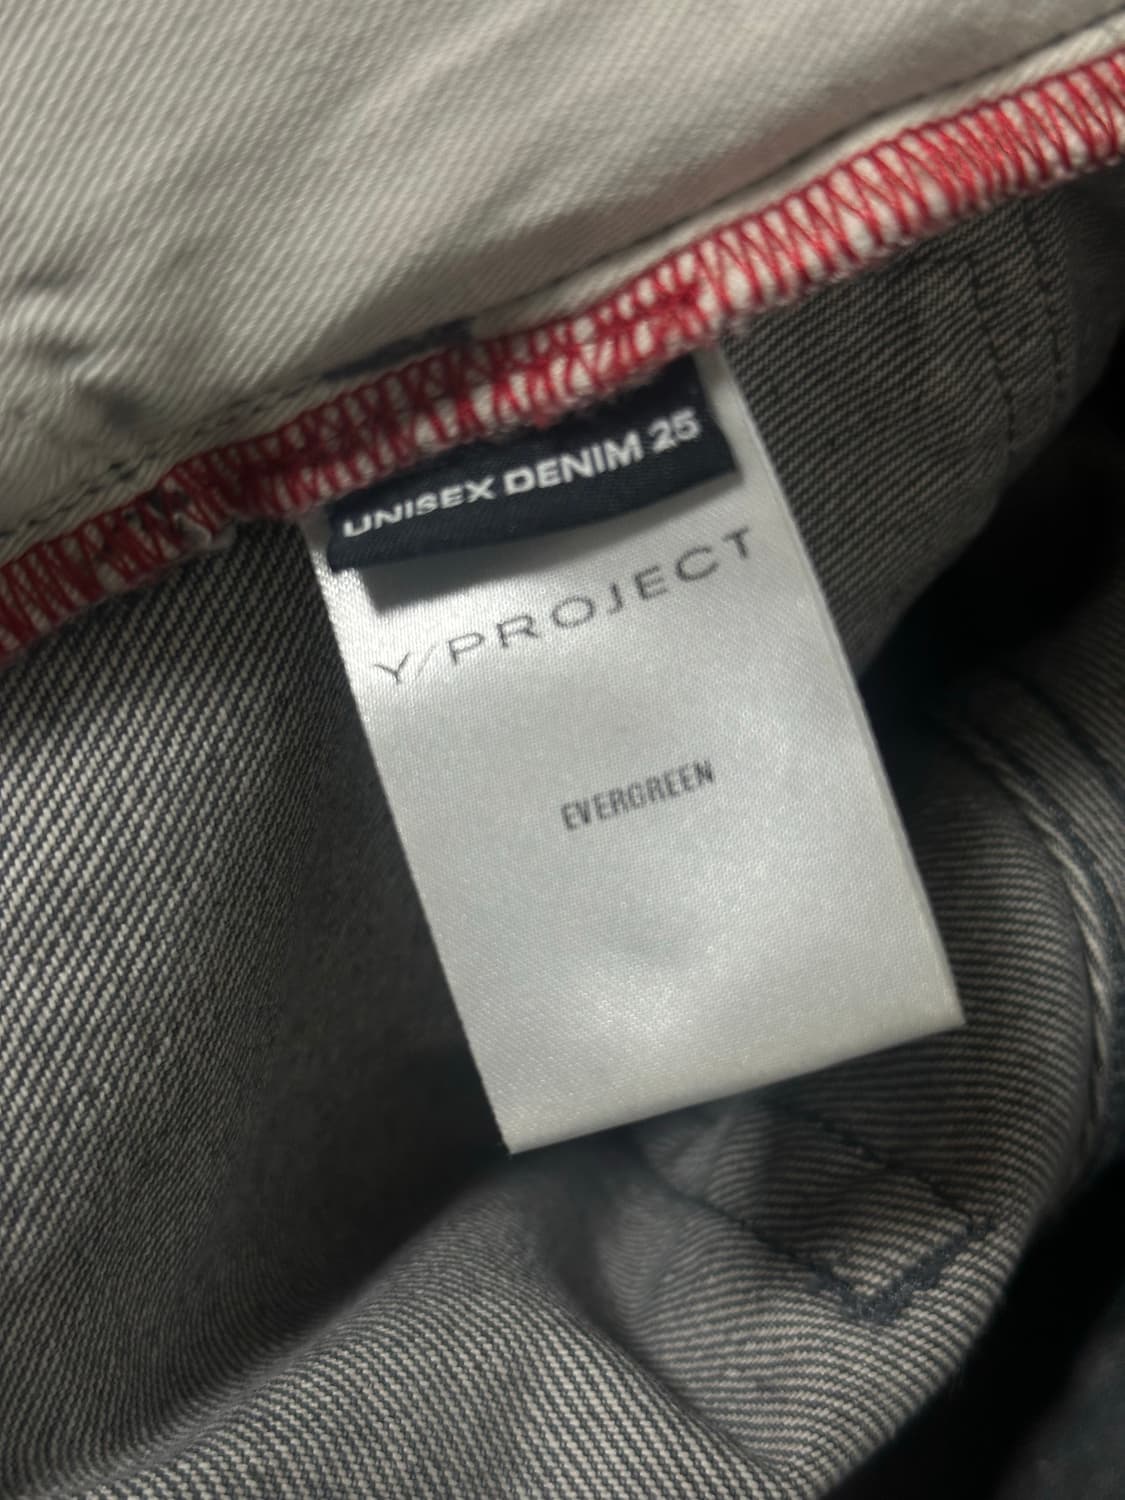 UNISEX DENIM 25
Y/PROJECT
EVERGREEN